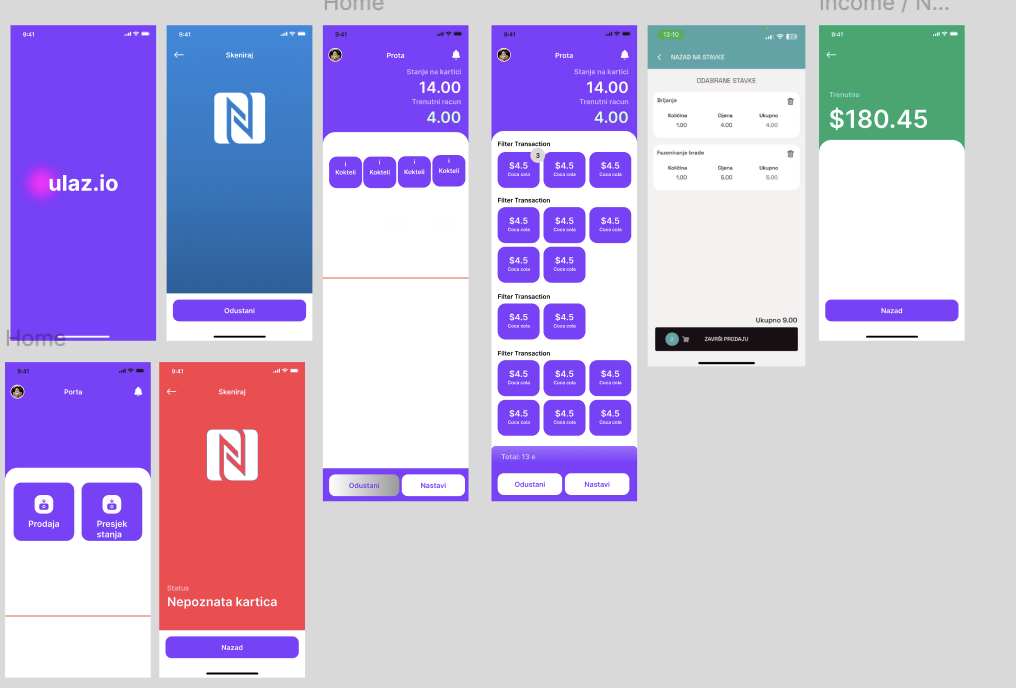 Home
Income / N...
9:41
ulaz.io
9:41
Skeniraj
Odustani
9:41
Prota
Stanje na kartici
14.00
Trenutni racun
4.00
Kokteli
Kokteli
Kokteli
Kokteli
Odustani
Nastavi
9:41
Prota
Stanje na kartici
14.00
Trenutni racun
4.00
Filter Transaction
3
$4.5
Coca cola
$4.5
Coca cola
$4.5
Coca cola
Filter Transaction
$4.5
Coca cola
$4.5
Coca cola
$4.5
Coca cola
$4.5
Coca cola
$4.5
Coca cola
Filter Transaction
$4.5
Coca cola
$4.5
Coca cola
Filter Transaction
$4.5
Coca cola
$4.5
Coca cola
$4.5
Coca cola
$4.5
Coca cola
$4.5
Coca cola
$4.5
Coca cola
Total: 13 e
Odustani
Nastavi
13:10
NAZAD NA STAVKE
ODABRANE STAVKE
Brijanje
Količina Cijena Ukupno
1.00 4.00 4.00
Fazoniranje brade
Količina Cijena Ukupno
1.00 5.00 5.00
Ukupno 9.00
2
ZAVRŠI PRODAJU
9:41
Trenutno
$180.45
Nazad
Home
9:41
Porta
Prodaja
Presjek
stanja
9:41
Skeniraj
Status
Nepoznata kartica
Nazad